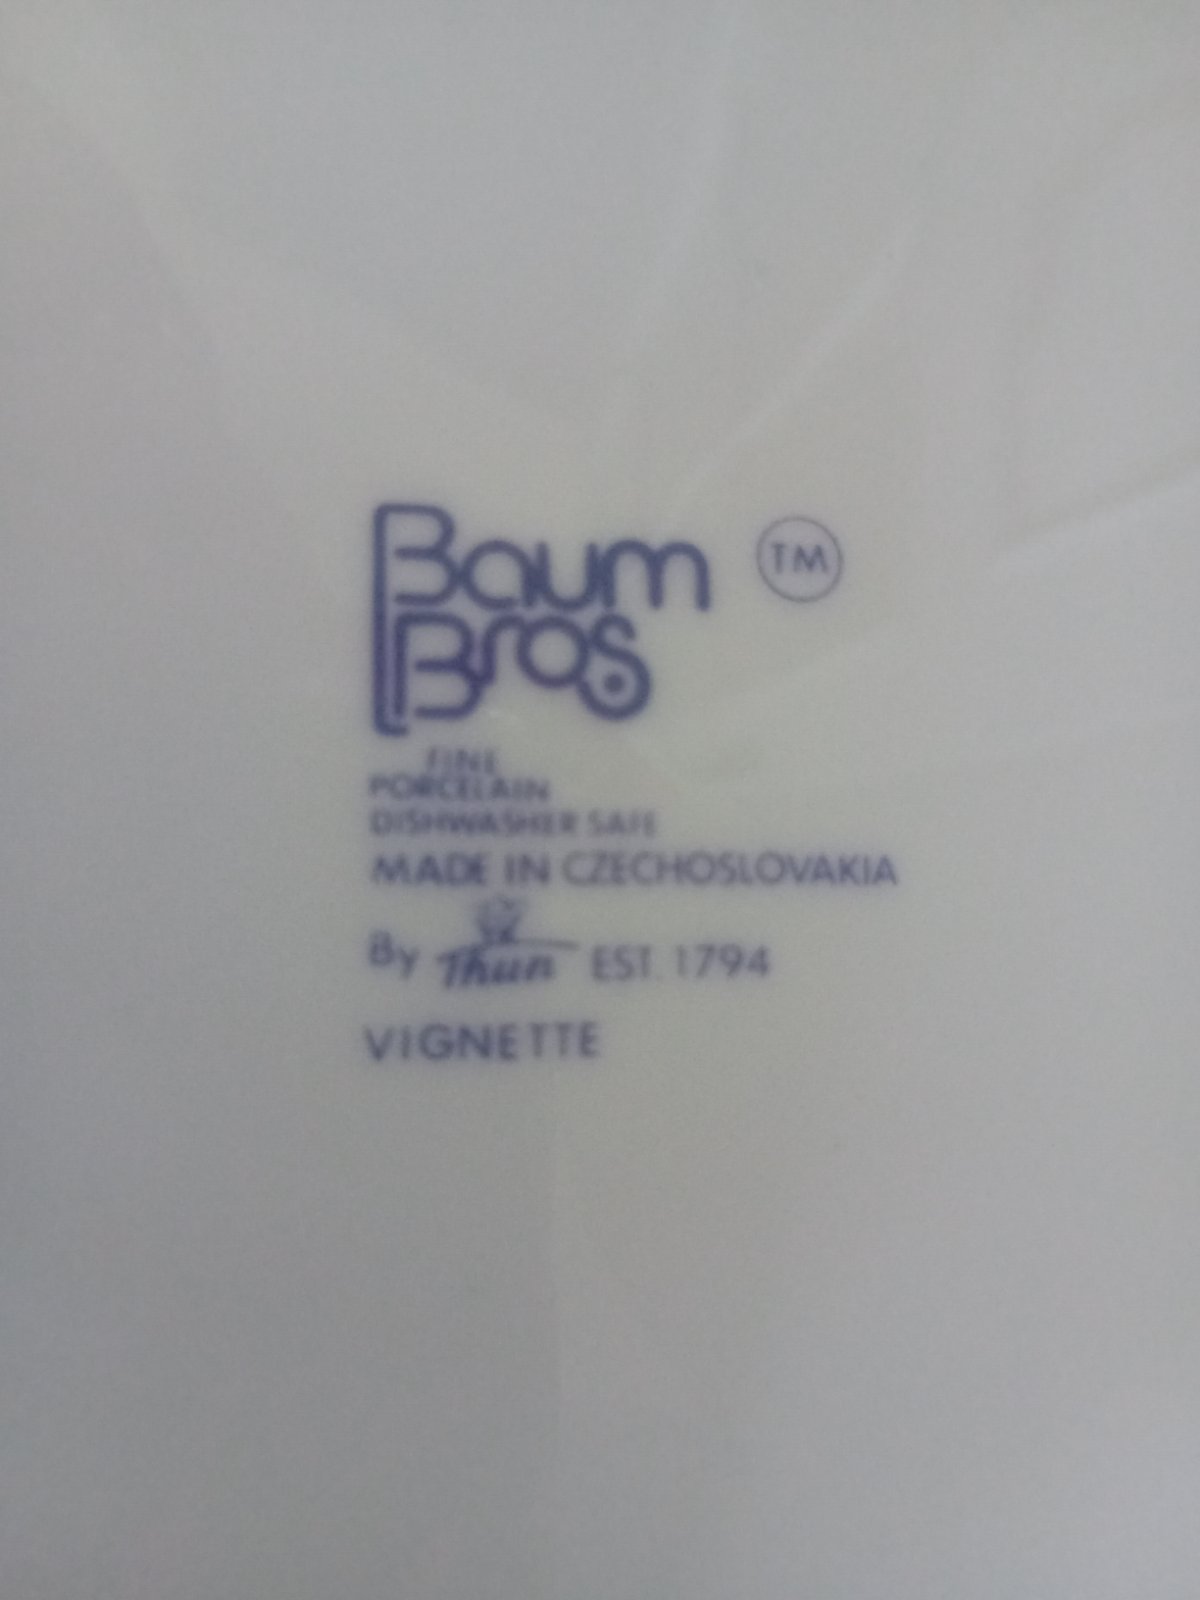 Baum TM
Bros
FINE
PORCELAIN
DISHWASHER SAFE
MADE IN CZECHOSLOVAKIA
By Thun EST. 1794
VIGNETTE